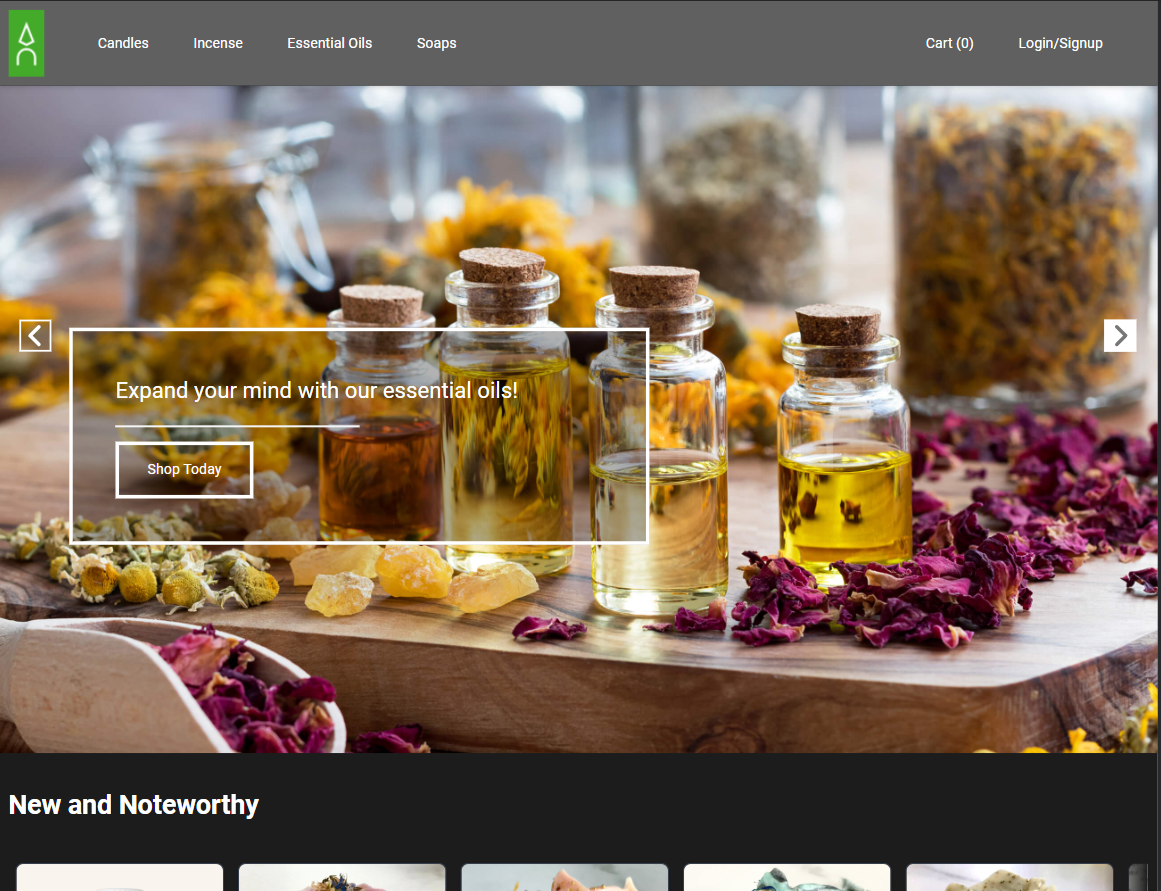 Candles
Incense
Essential Oils
Soaps
Cart (0)
Login/Signup
Expand your mind with our essential oils!
Shop Today
New and Noteworthy